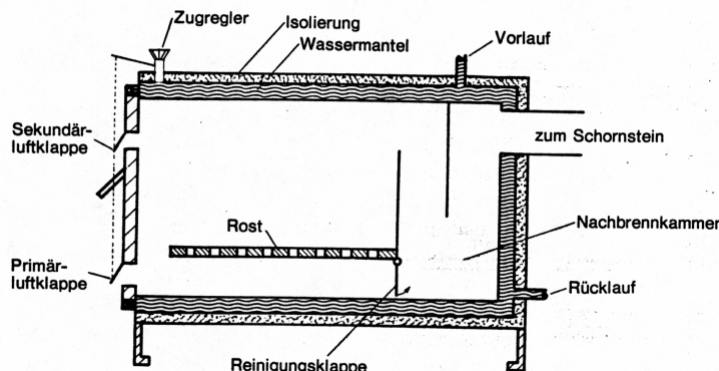 Zugregler
Isolierung
Wassermantel
Vorlauf
Sekundär-
luftklappe
zum Schornstein
Rost
Nachbrennkammer
Primär-
luftklappe
Rücklauf
Reinigungsklappe